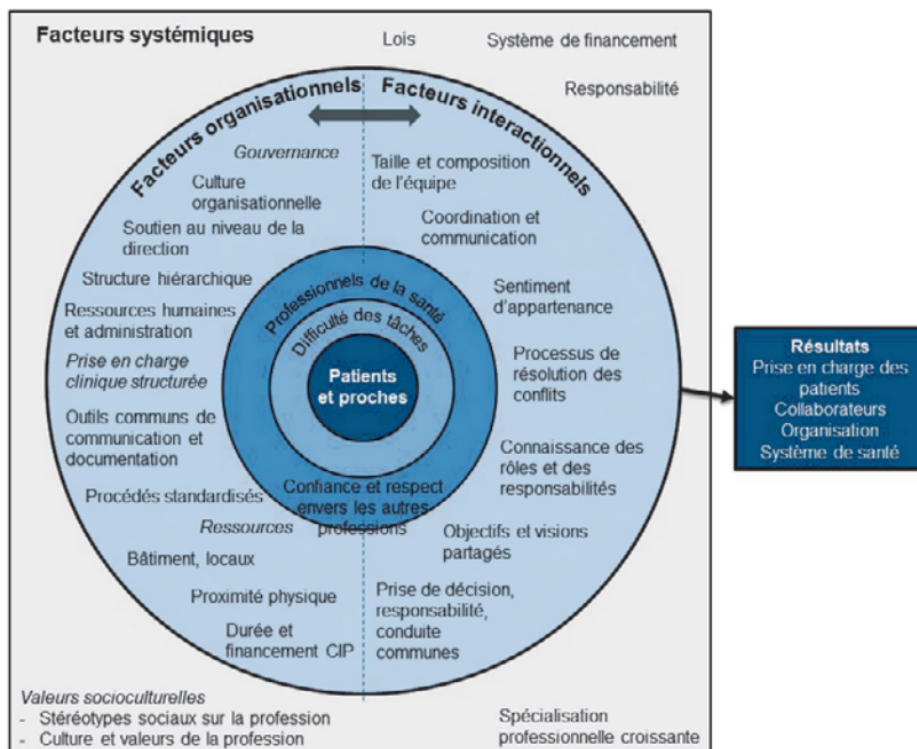 Facteurs systémiques
Lois
Système de financement
Responsabilité
Facteurs organisationnels
Facteurs interactionnels
Gouvernance
Culture
organisationnelle
Soutien au niveau de la
direction
Structure hiérarchique
Ressources humaines
et administration
Prise en charge
clinique structurée
Outils communs de
communication et
documentation
Procédés standardisés
Ressources
Bâtiment, locaux
Proximité physique
Durée et
financement CIP
Taille et composition
de l'équipe
Coordination et
communication
Sentiment
d'appartenance
Processus de
résolution des
conflits
Connaissance des
rôles et des
responsabilités
Objectifs et visions
partagés
Prise de décision,
responsabilité,
conduite
communes
Professionnels de la santé
Difficulté des tâches
Patients
et proches
Confiance et respect
envers les autres
professions
Résultats
Prise en charge des
patients
Collaborateurs
Organisation
Système de santé
Valeurs socioculturelles
- Stéréotypes sociaux sur la profession
- Culture et valeurs de la profession
Spécialisation
professionnelle croissante